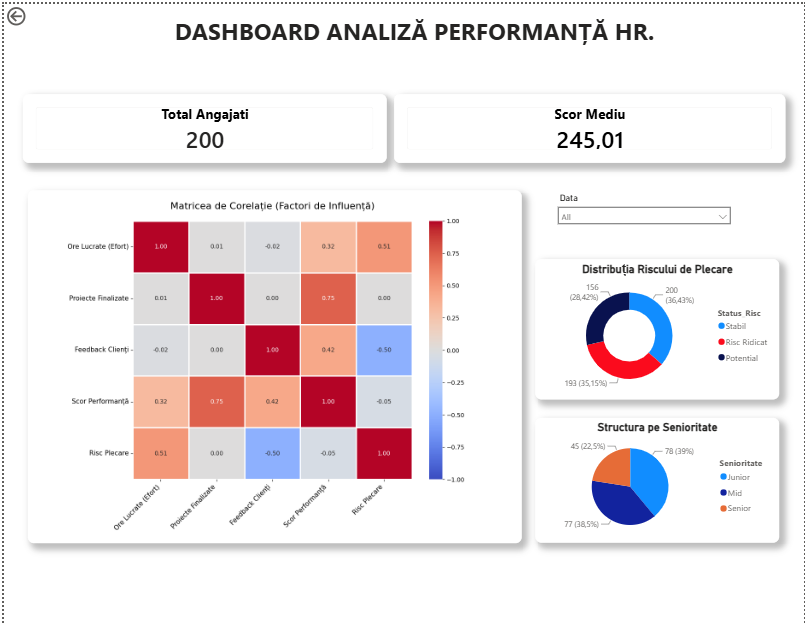 DASHBOARD ANALIZĂ PERFORMANȚĂ HR.
Total Angajati
200
Scor Mediu
245,01
Matricea de Corelație (Factori de Influență)
Ore Lucrate (Efort)
1.00 0.01 -0.02 0.32 0.51
Proiecte Finalizate
0.01 1.00 0.00 0.75 0.00
Feedback Clienți
-0.02 0.00 1.00 0.42 -0.50
Scor Performanță
0.32 0.75 0.42 1.00 -0.05
Risc Plecare
0.51 0.00 -0.50 -0.05 1.00
Ore Lucrate (Efort)
Proiecte Finalizate
Feedback Clienți
Scor Performanță
Risc Plecare
1.00
0.75
0.50
0.25
0.00
−0.25
−0.50
−0.75
−1.00
Data
All
Distribuția Riscului de Plecare
156
(28,42%)
200
(36,43%)
193 (35,15%)
Status_Risc
Stabil
Risc Ridicat
Potential
Structura pe Senioritate
45 (22,5%)
78 (39%)
77 (38,5%)
Senioritate
Junior
Mid
Senior